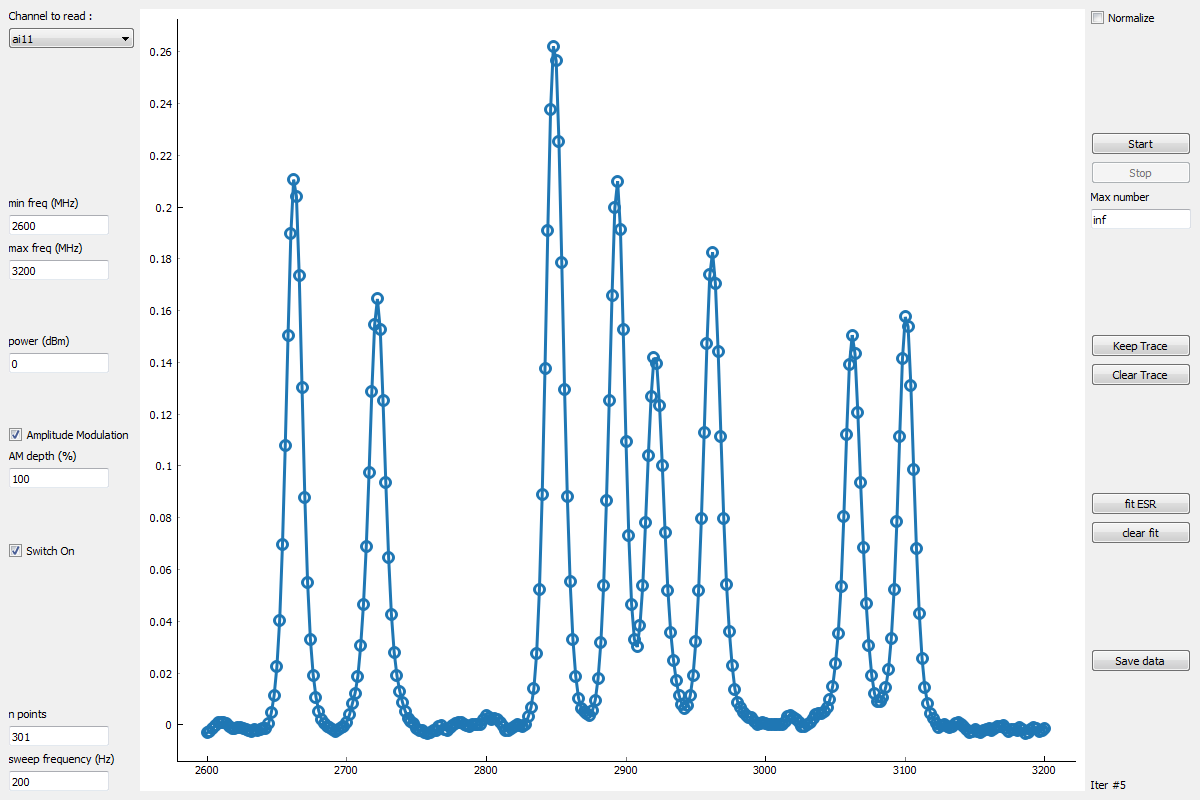 Channel to read :
ai11
min freq (MHz)
2600
max freq (MHz)
3200
power (dBm)
0
Amplitude Modulation
AM depth (%)
100
Switch On
n points
301
sweep frequency (Hz)
200
0.26
0.24
0.22
0.2
0.18
0.16
0.14
0.12
0.1
0.08
0.06
0.04
0.02
0
2600 2700 2800 2900 3000 3100 3200
Normalize
Start
Stop
Max number
inf
Keep Trace
Clear Trace
fit ESR
clear fit
Save data
Iter #5